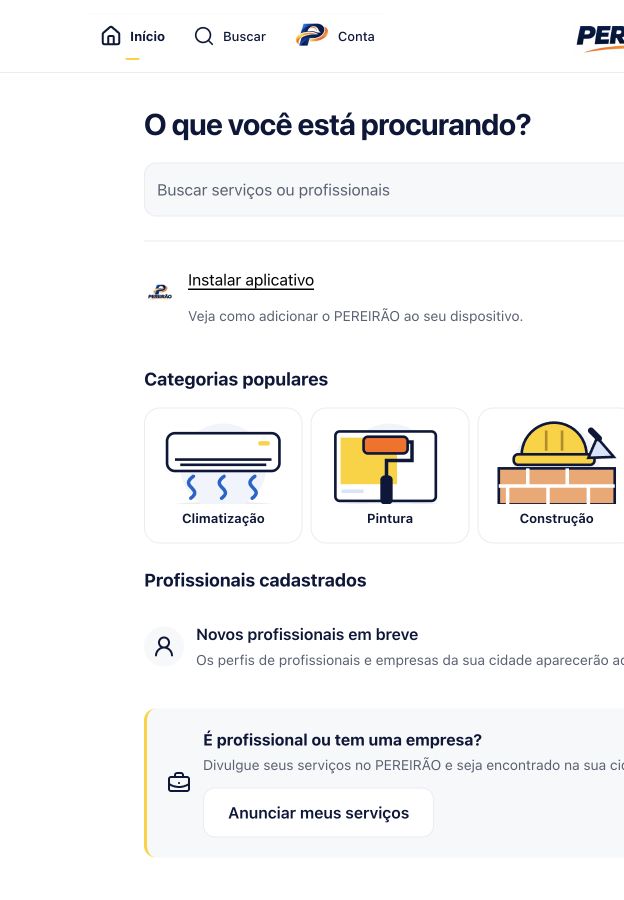 Início
Buscar
Conta
PER
O que você está procurando?
Buscar serviços ou profissionais
PEREIRÃO
Instalar aplicativo
Veja como adicionar o PEREIRÃO ao seu dispositivo.
Categorias populares
Climatização
Pintura
Construção
Profissionais cadastrados
Novos profissionais em breve
Os perfis de profissionais e empresas da sua cidade aparecerão
É profissional ou tem uma empresa?
Divulgue seus serviços no PEREIRÃO e seja encontrado na sua
Anunciar meus serviços